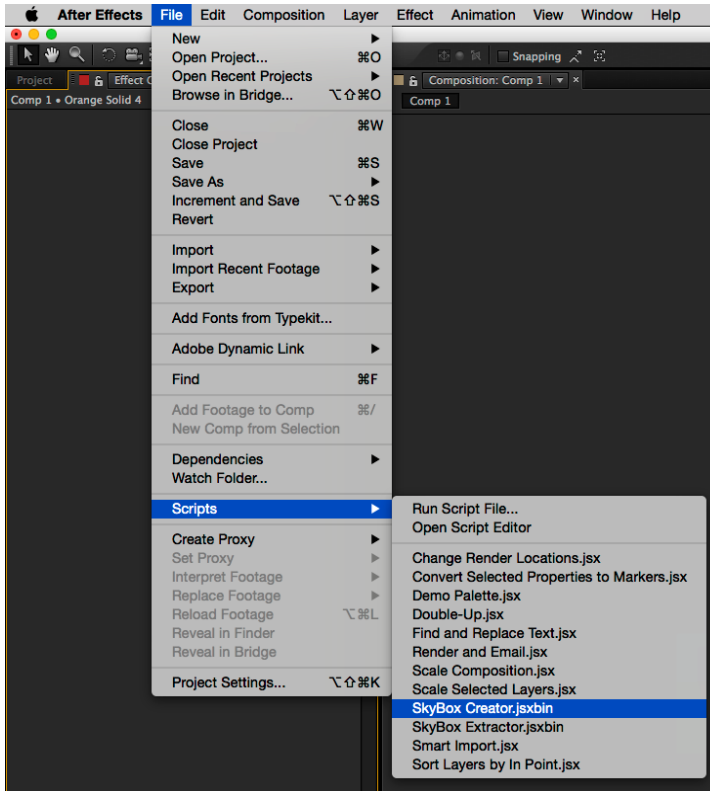 After Effects File Edit Composition Layer Effect Animation View Window Help
New
Open Project... ⌘O
Open Recent Projects
Browse in Bridge... ⌥⇧⌘O
Close ⌘W
Close Project
Save ⌘S
Save As
Increment and Save ⌥⇧⌘S
Revert
Import
Import Recent Footage
Export
Add Fonts from Typekit...
Adobe Dynamic Link
Find ⌘F
Add Footage to Comp ⌘/
New Comp from Selection
Dependencies
Watch Folder...
Scripts
Create Proxy
Set Proxy
Interpret Footage
Replace Footage
Reload Footage ⌥⌘L
Reveal in Finder
Reveal in Bridge
Project Settings... ⌥⇧⌘K
Snapping
Project Effect C
Composition: Comp 1
Comp 1 • Orange Solid 4
Comp 1
Run Script File...
Open Script Editor
Change Render Locations.jsx
Convert Selected Properties to Markers.jsx
Demo Palette.jsx
Double-Up.jsx
Find and Replace Text.jsx
Render and Email.jsx
Scale Composition.jsx
Scale Selected Layers.jsx
SkyBox Creator.jsxbin
SkyBox Extractor.jsxbin
Smart Import.jsx
Sort Layers by In Point.jsx